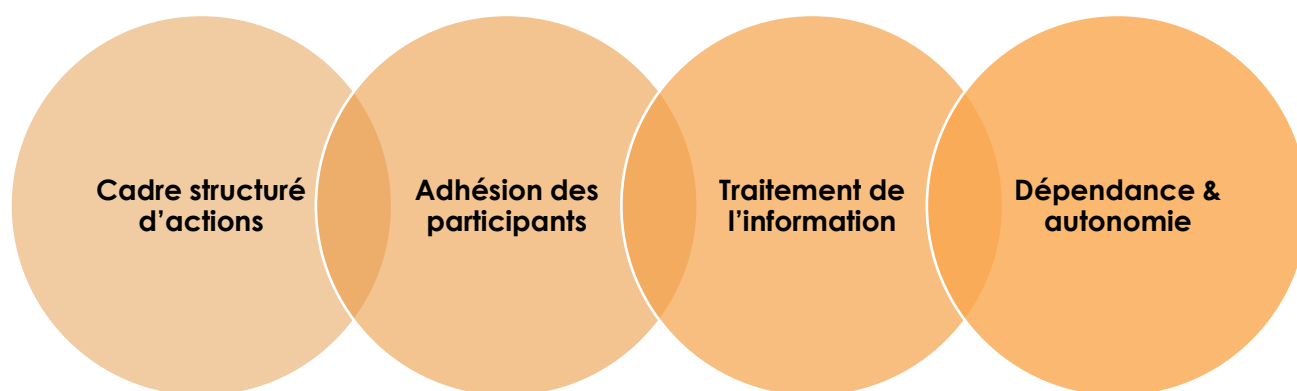 Cadre structuré
d’actions
Adhésion des
participants
Traitement de
l’information
Dépendance &
autonomie